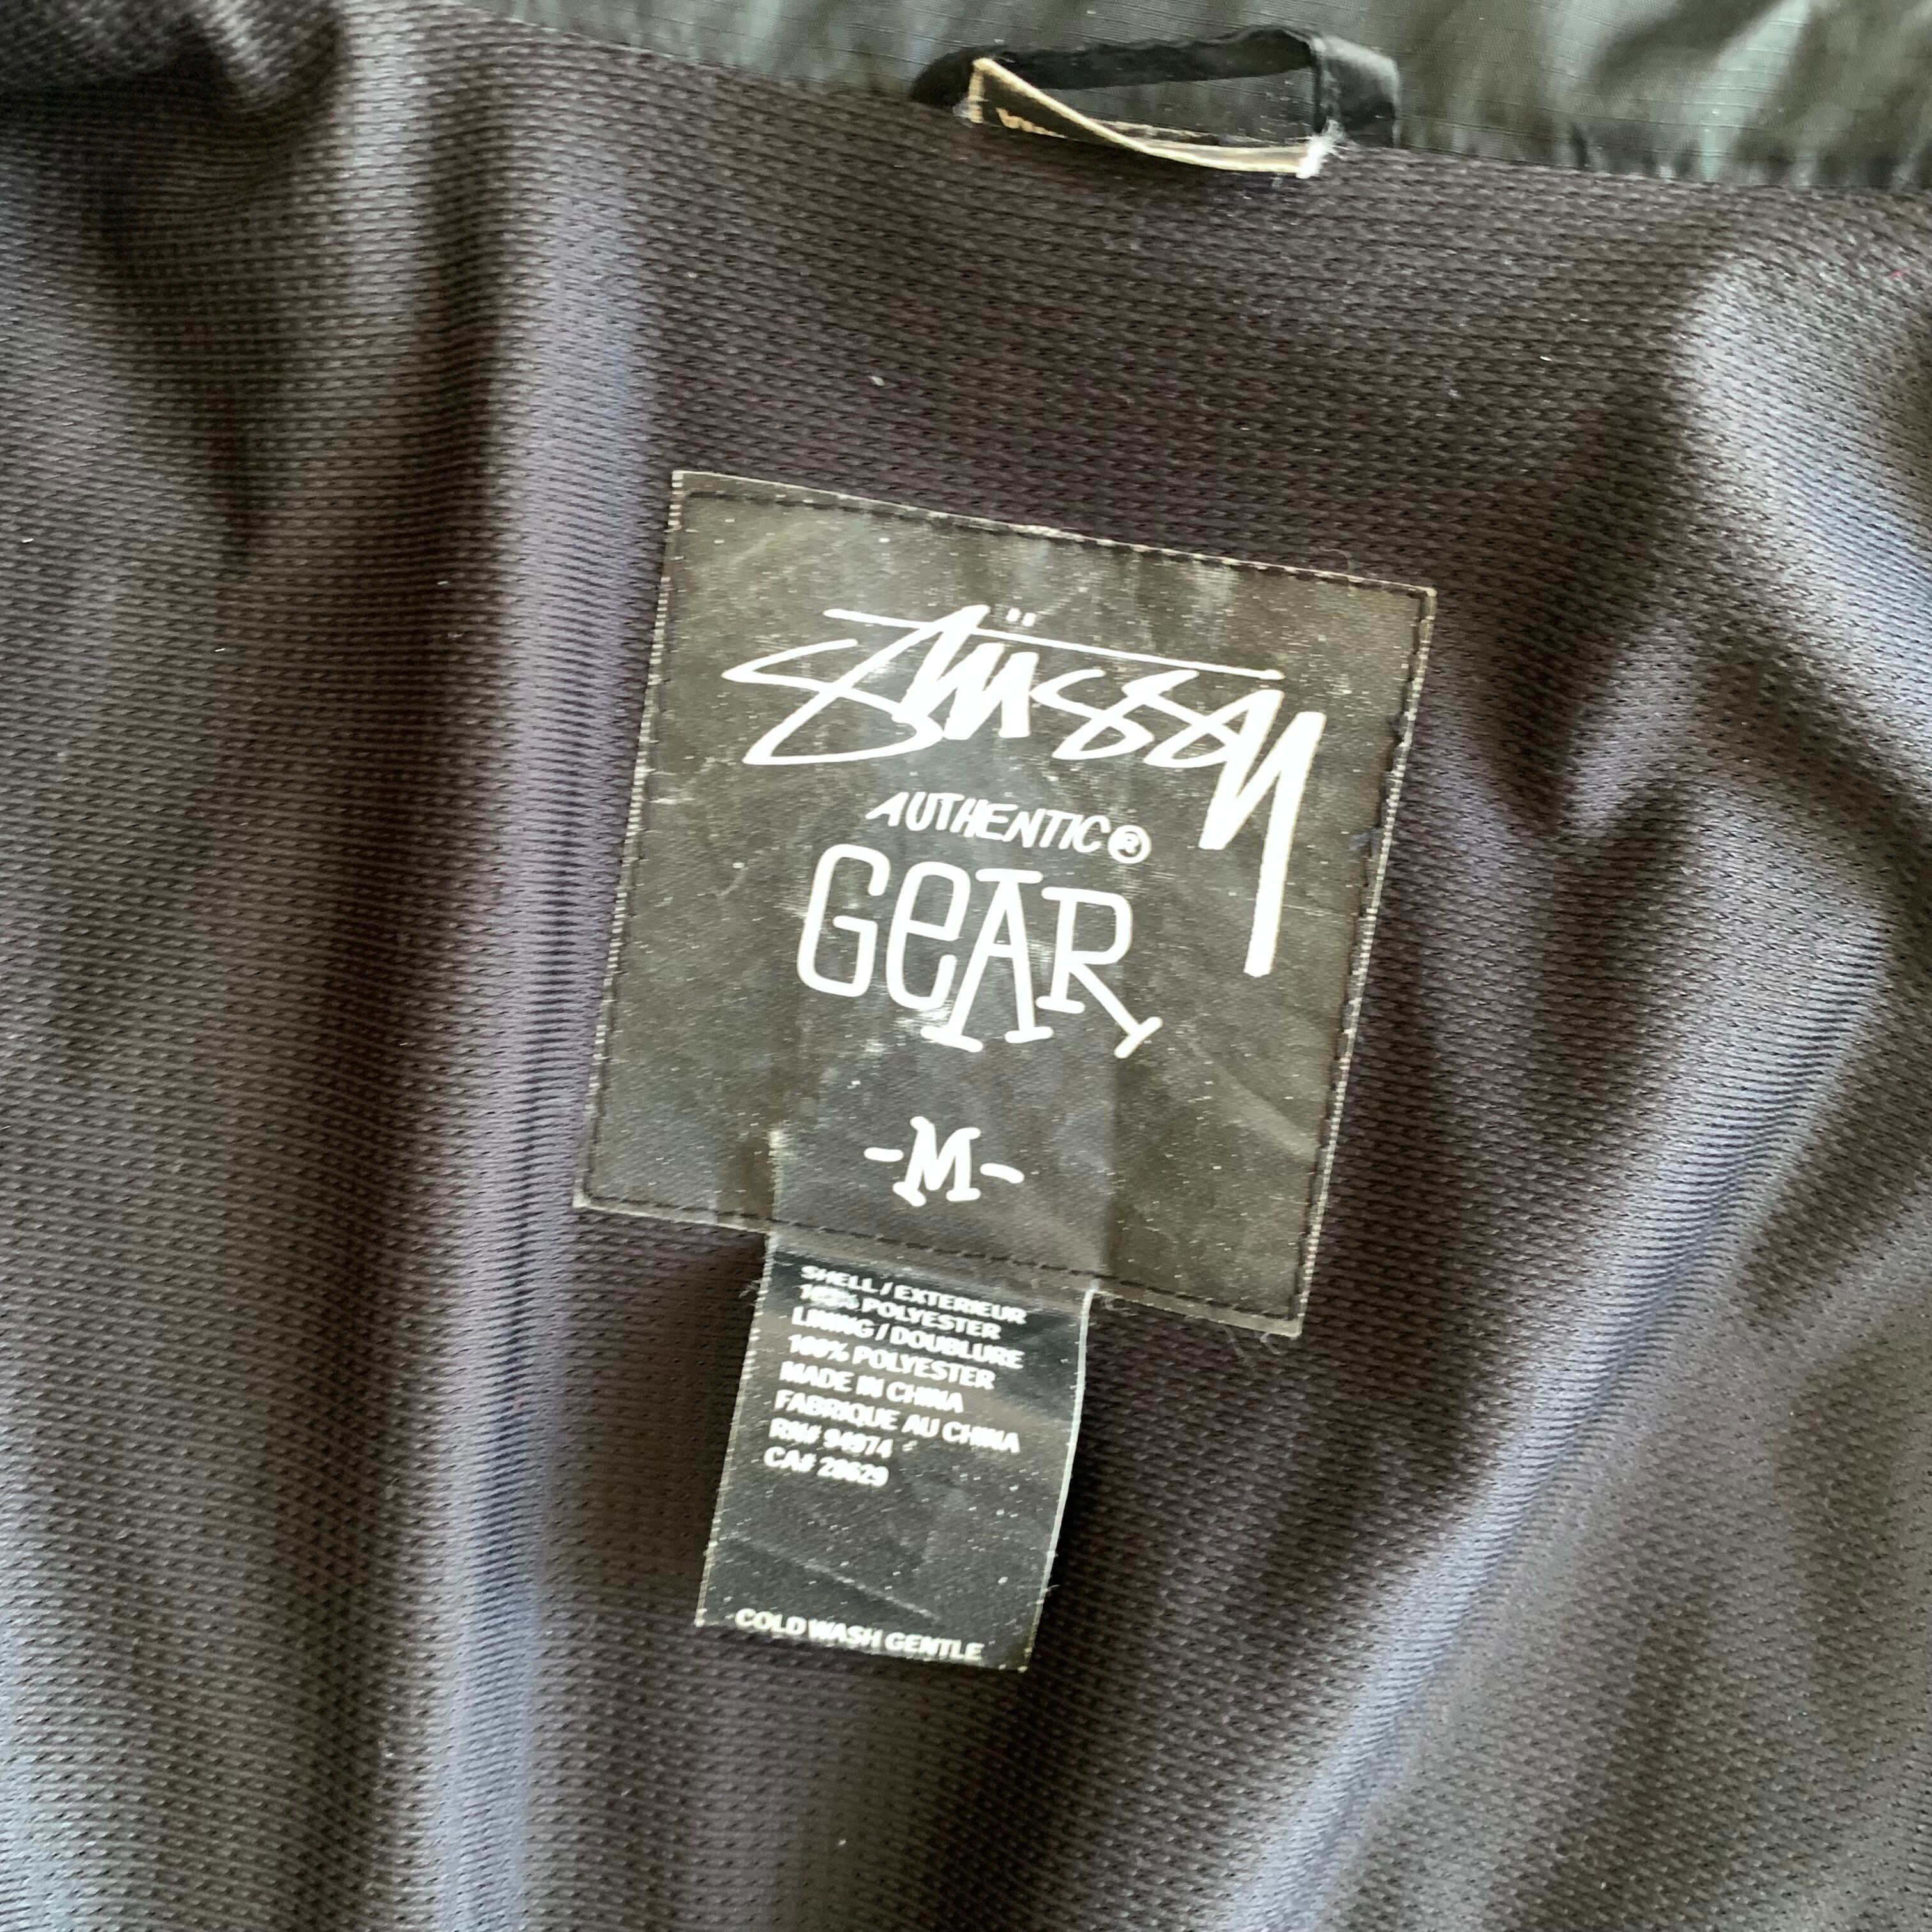 Stüssy
AUTHENTIC®
GEAR
-M-
SHELL / EXTERIEUR
100% POLYESTER
LINING / DOUBLURE
100% POLYESTER
MADE IN CHINA
FABRIQUE AU CHINA
RN# 94974
CA# 28629
COLD WASH GENTLE